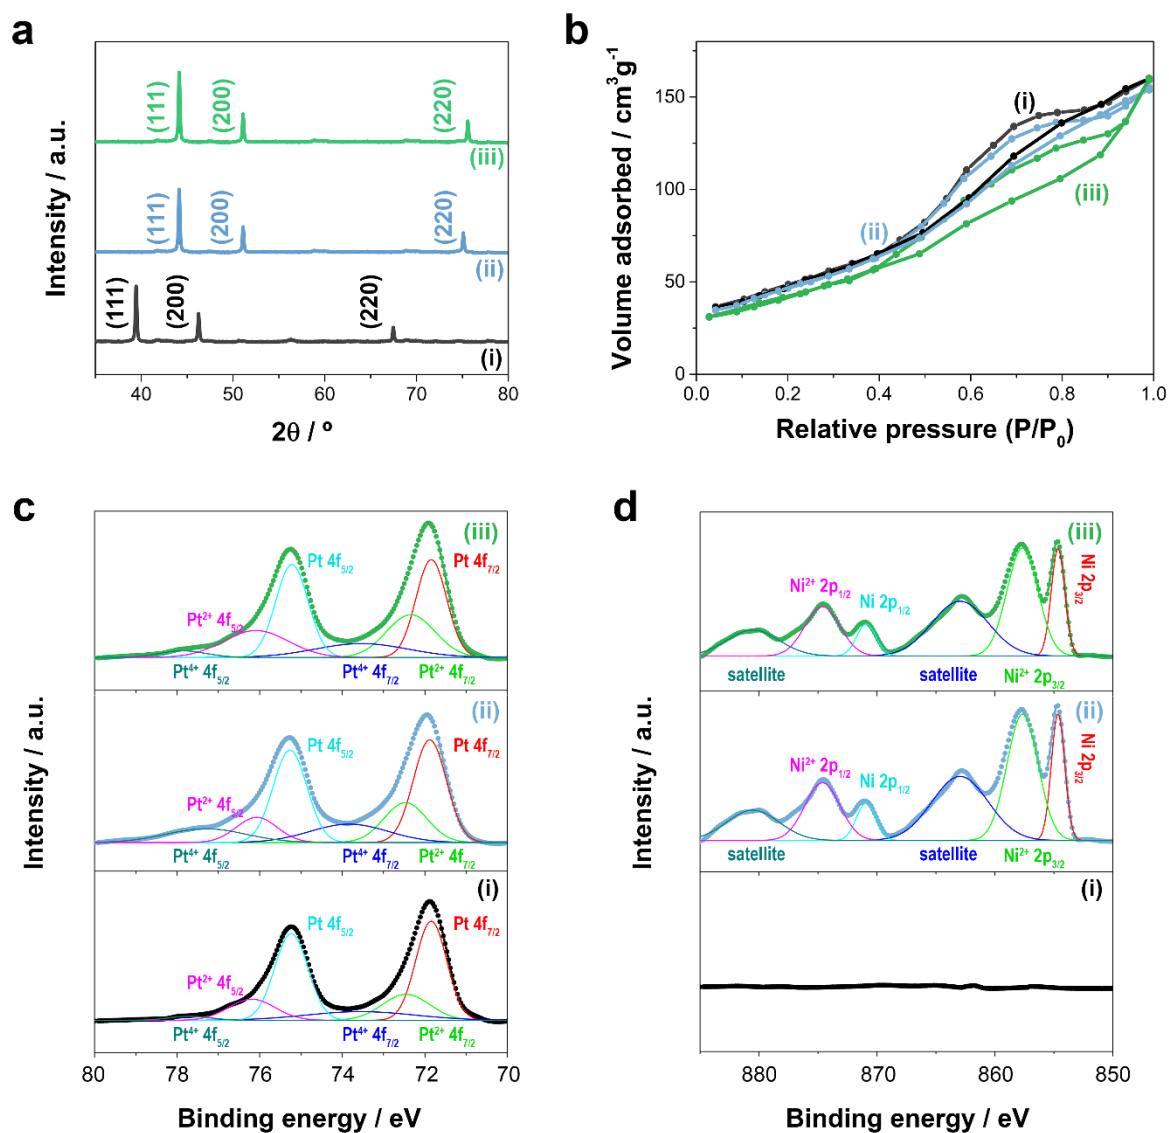 a
Intensity / a.u.
(111)
(200)
(220)
(iii)
(111)
(200)
(220)
(ii)
(111)
(200)
(220)
(i)
40 50 60 70 80
2θ / º
b
Volume adsorbed / cm³g⁻¹
150
100
50
0
(i)
(ii)
(iii)
0.0 0.2 0.4 0.6 0.8 1.0
Relative pressure (P/P₀)
c
Intensity / a.u.
(iii)
Pt 4f5/2
Pt 4f7/2
Pt²⁺ 4f5/2
Pt⁴⁺ 4f5/2
Pt⁴⁺ 4f7/2
Pt²⁺ 4f7/2
(ii)
Pt 4f5/2
Pt 4f7/2
Pt²⁺ 4f5/2
Pt⁴⁺ 4f5/2
Pt⁴⁺ 4f7/2
Pt²⁺ 4f7/2
(i)
Pt 4f5/2
Pt 4f7/2
Pt²⁺ 4f5/2
Pt⁴⁺ 4f5/2
Pt⁴⁺ 4f7/2
Pt²⁺ 4f7/2
80 78 76 74 72 70
Binding energy / eV
d
Intensity / a.u.
(iii)
Ni²⁺ 2p1/2
Ni 2p1/2
Ni 2p3/2
satellite
satellite
Ni²⁺ 2p3/2
(ii)
Ni²⁺ 2p1/2
Ni 2p1/2
Ni 2p3/2
satellite
satellite
Ni²⁺ 2p3/2
(i)
880 870 860 850
Binding energy / eV